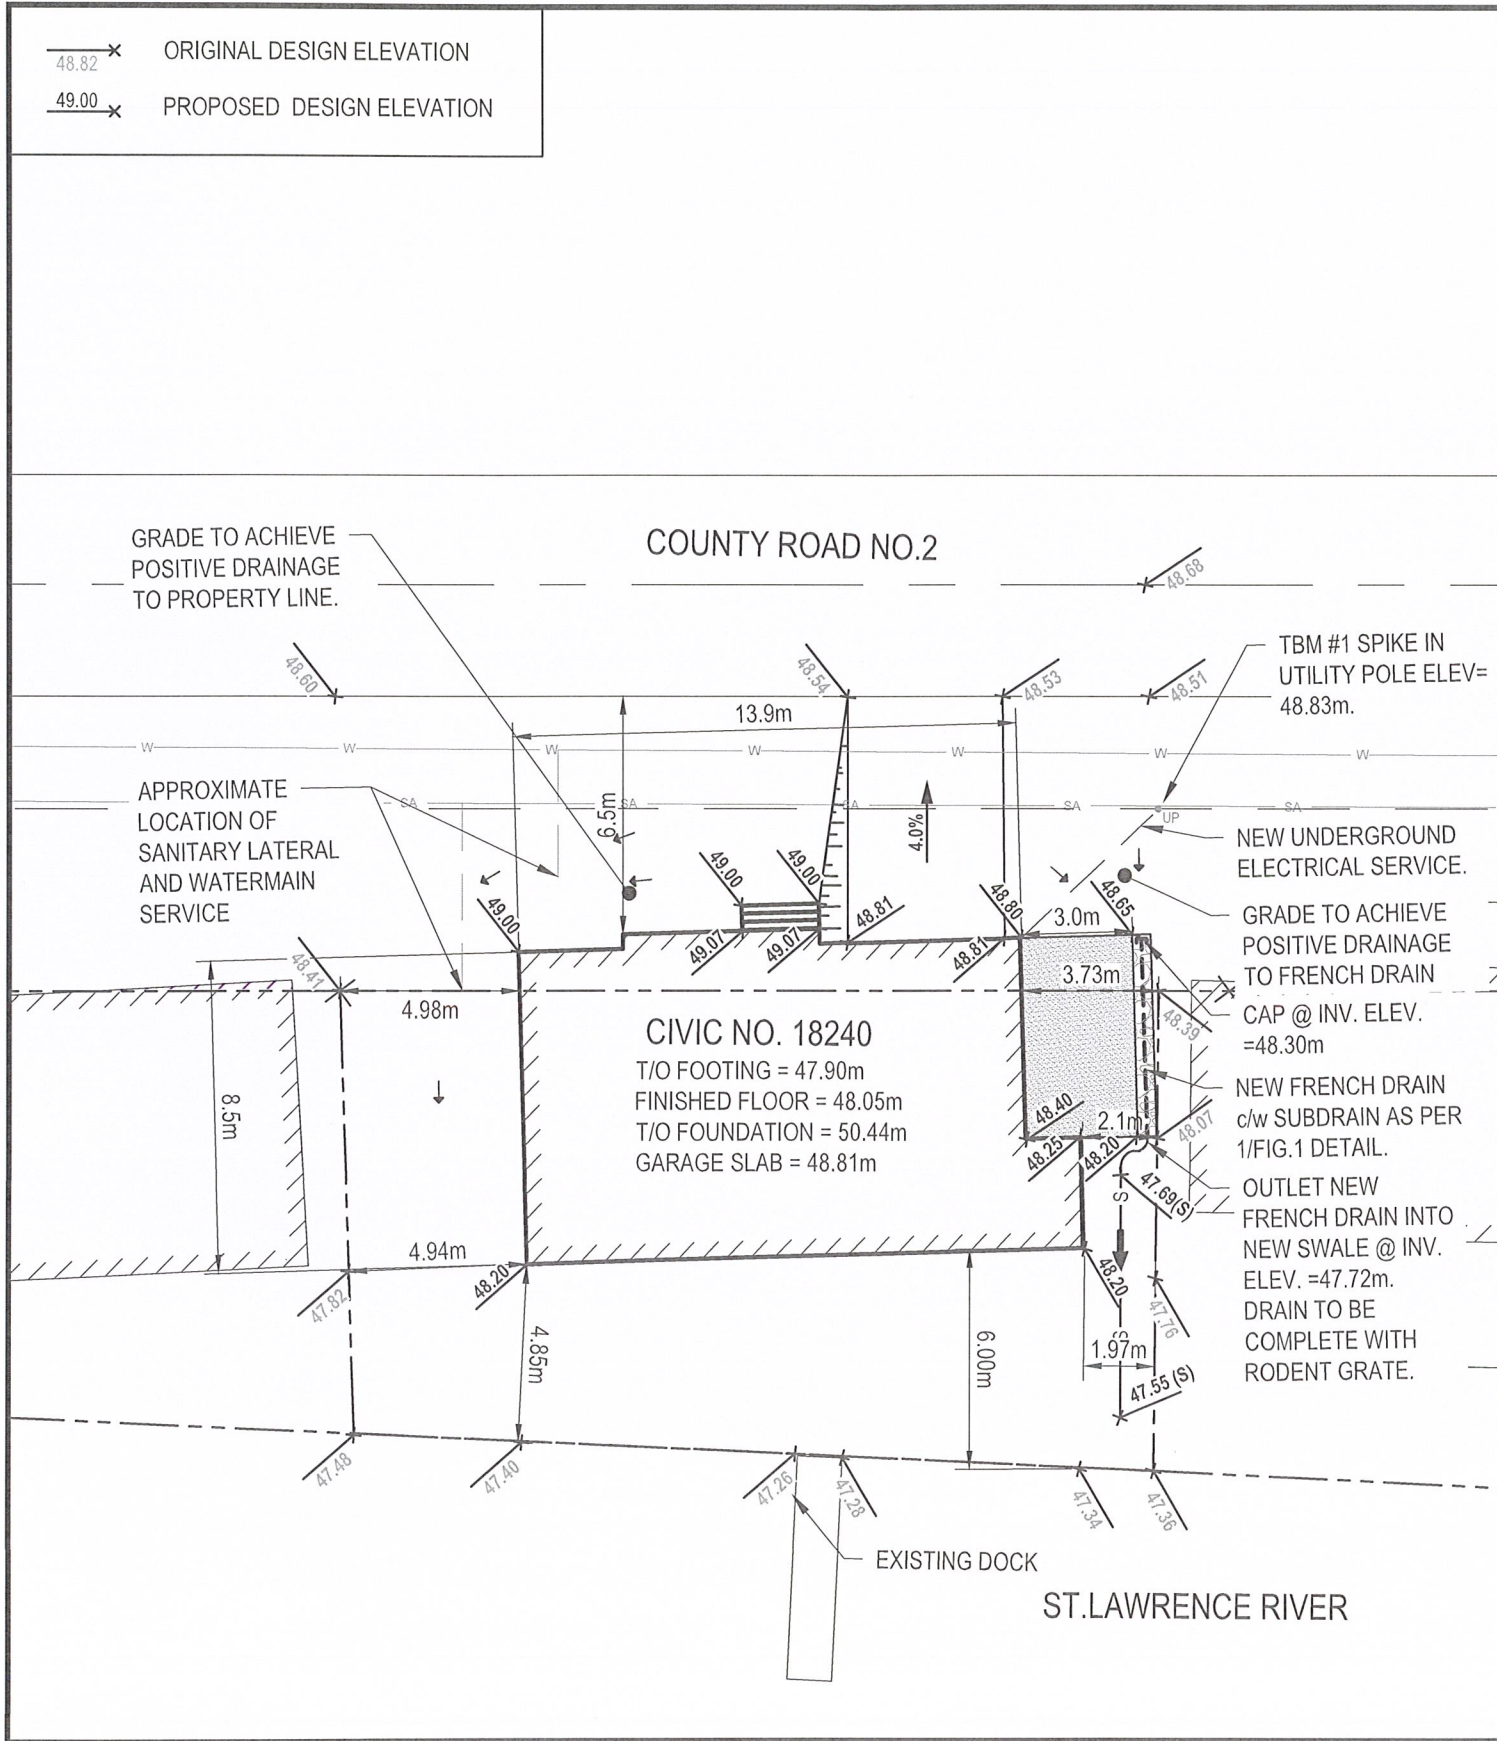 48.82
ORIGINAL DESIGN ELEVATION
49.00
PROPOSED DESIGN ELEVATION
GRADE TO ACHIEVE
POSITIVE DRAINAGE
TO PROPERTY LINE.
COUNTY ROAD NO.2
48.68
TBM #1 SPIKE IN
UTILITY POLE ELEV=
48.83m.
48.60
48.54
48.53
48.51
13.9m
W W W W W W W
APPROXIMATE
LOCATION OF
SANITARY LATERAL
AND WATERMAIN
SERVICE
SA SA SA SA SA
UP
6.5m
4.0%
NEW UNDERGROUND
ELECTRICAL SERVICE.
49.00
49.00
49.00
48.81
48.80
48.65
3.0m
GRADE TO ACHIEVE
POSITIVE DRAINAGE
TO FRENCH DRAIN
49.07
49.07
48.81
48.41
4.98m
3.73m
48.39
CAP @ INV. ELEV.
=48.30m
CIVIC NO. 18240
T/O FOOTING = 47.90m
FINISHED FLOOR = 48.05m
T/O FOUNDATION = 50.44m
GARAGE SLAB = 48.81m
8.5m
NEW FRENCH DRAIN
c/w SUBDRAIN AS PER
1/FIG.1 DETAIL.
48.40
2.1m
48.07
48.25
48.20
S
47.69(S)
OUTLET NEW
FRENCH DRAIN INTO
NEW SWALE @ INV.
ELEV. =47.72m.
DRAIN TO BE
COMPLETE WITH
RODENT GRATE.
4.94m
47.82
48.20
48.20
47.76
4.85m
6.00m
S
1.97m
47.55 (S)
47.48
47.40
47.26
47.28
47.34
47.36
EXISTING DOCK
ST.LAWRENCE RIVER